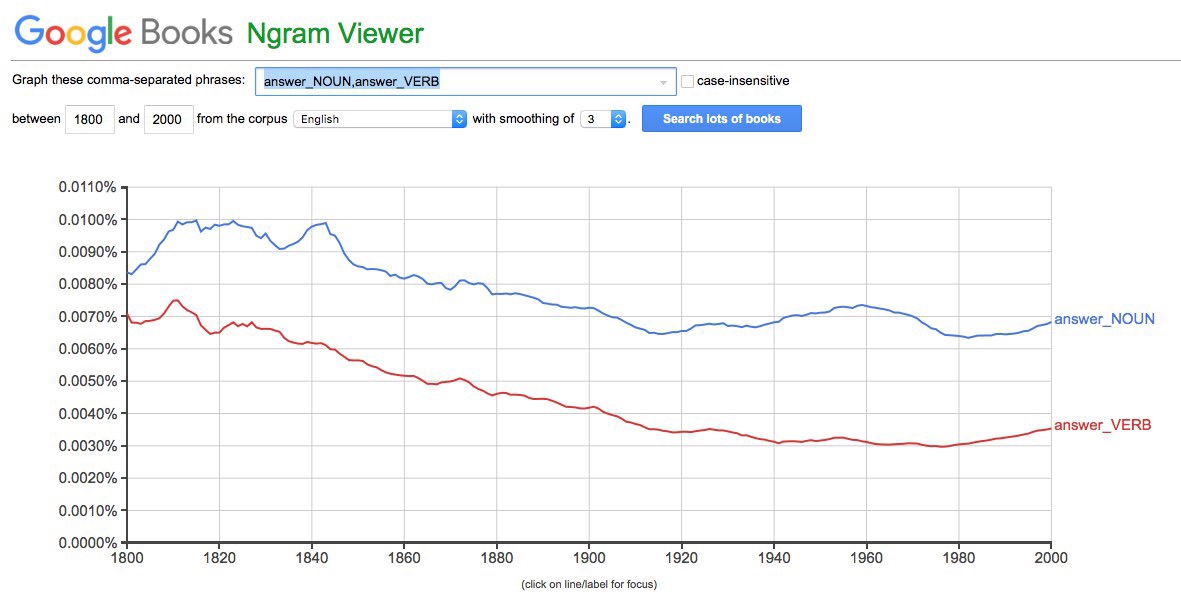 Google Books Ngram Viewer
Graph these comma-separated phrases: answer_NOUN,answer_VERB case-insensitive
between 1800 and 2000 from the corpus English with smoothing of 3 . Search lots of books
0.0110%
0.0100%
0.0090%
0.0080%
0.0070%
answer_NOUN
0.0060%
0.0050%
0.0040%
answer_VERB
0.0030%
0.0020%
0.0010%
0.0000%
1800 1820 1840 1860 1880 1900 1920 1940 1960 1980 2000
(click on line/label for focus)